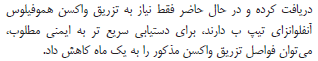 دریافت کرده و در حال حاضر فقط نیاز به تزریق واکسن هموفیلوس
آنفلوانزای تیپ ب دارند، برای دستیابی سریع تر به ایمنی مطلوب،
می‌توان فواصل تزریق واکسن مذکور را به یک ماه کاهش داد.